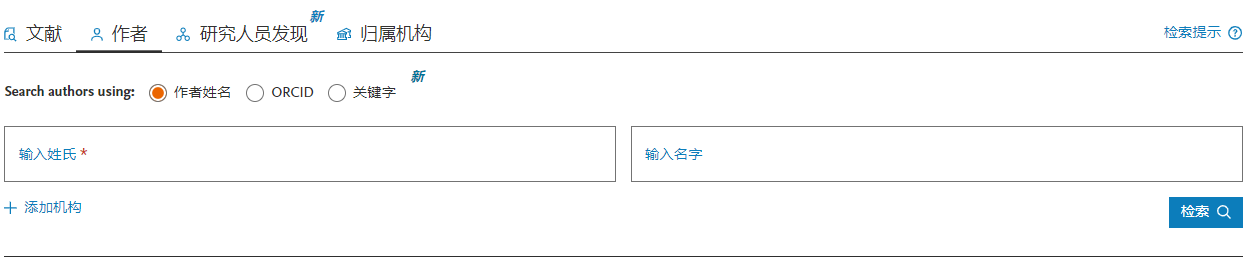 新
文献 作者 研究人员发现 归属机构 检索提示
新
Search authors using: 作者姓名 ORCID 关键字
输入姓氏 * 输入名字
添加机构 检索